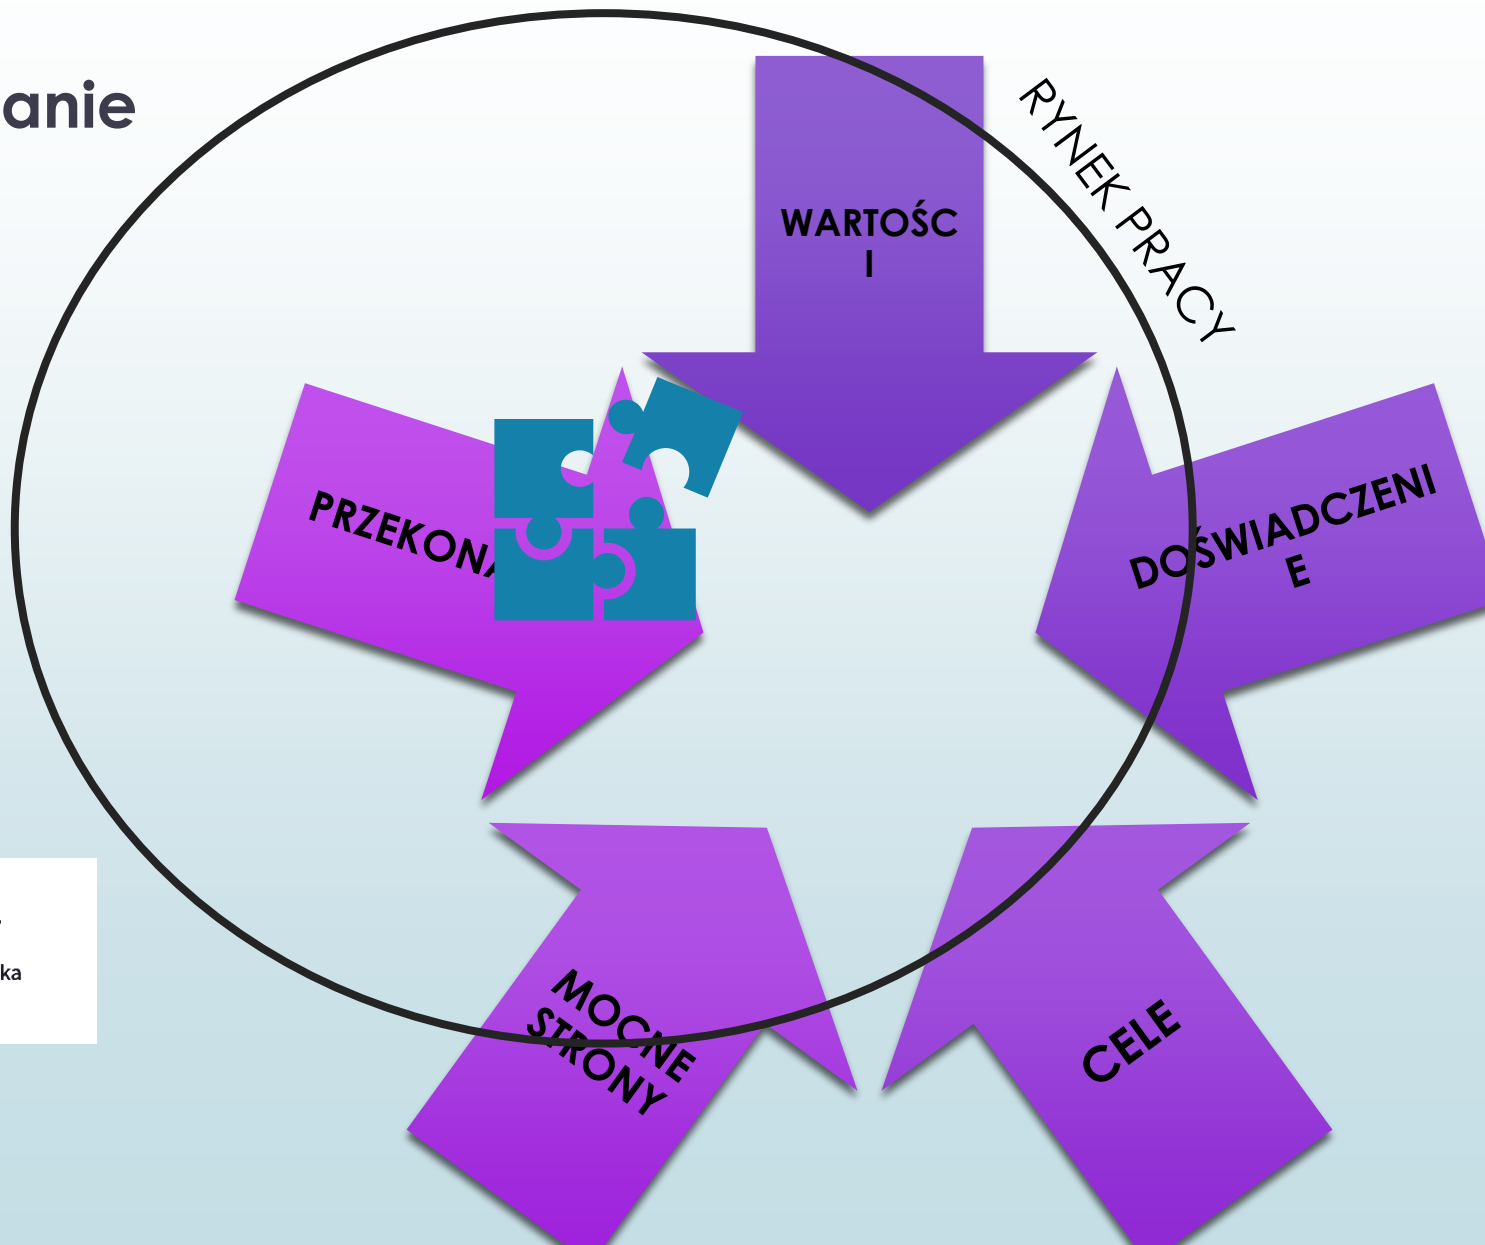 anie
RYNEK PRACY
WARTOŚC
I
PRZEKONA
DOŚWIADCZENI
E
MOCNE
STRONY
CELE
ka